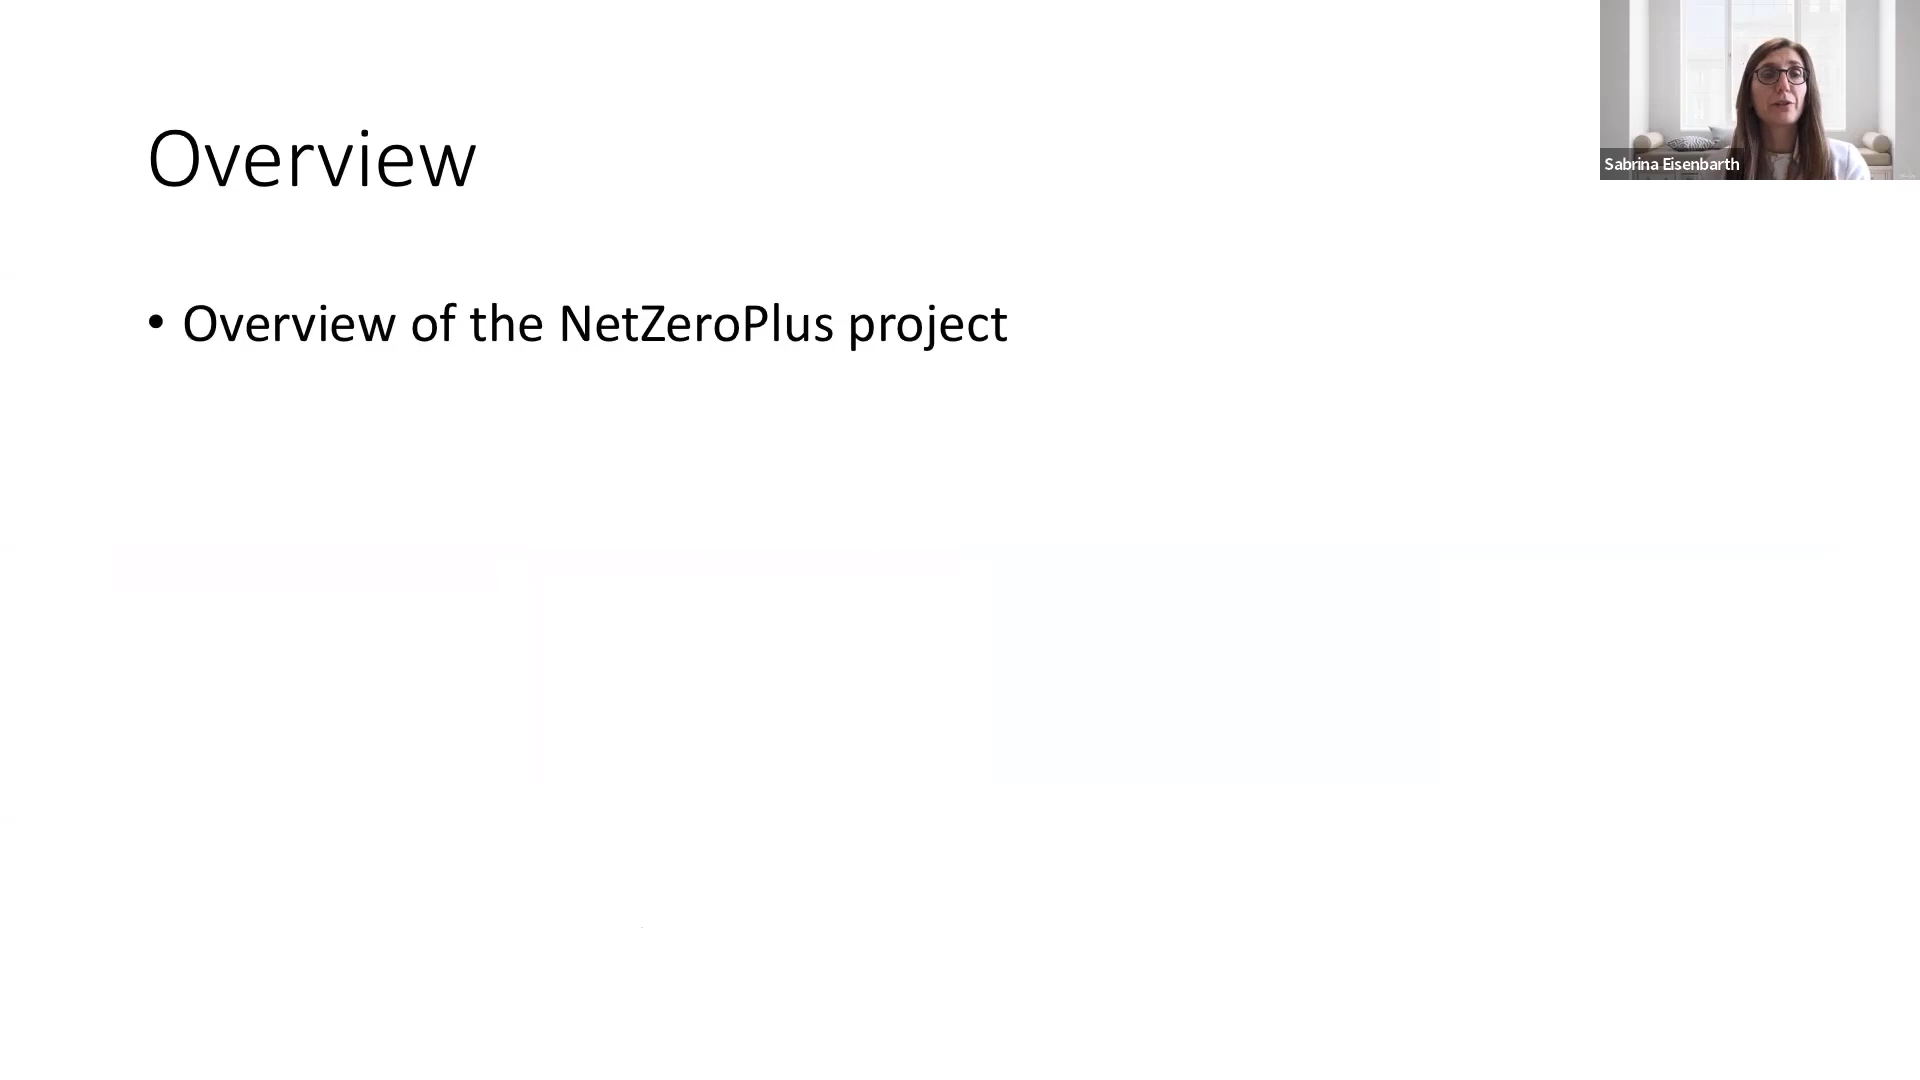 Overview
Sabrina Eisenbarth
• Overview of the NetZeroPlus project